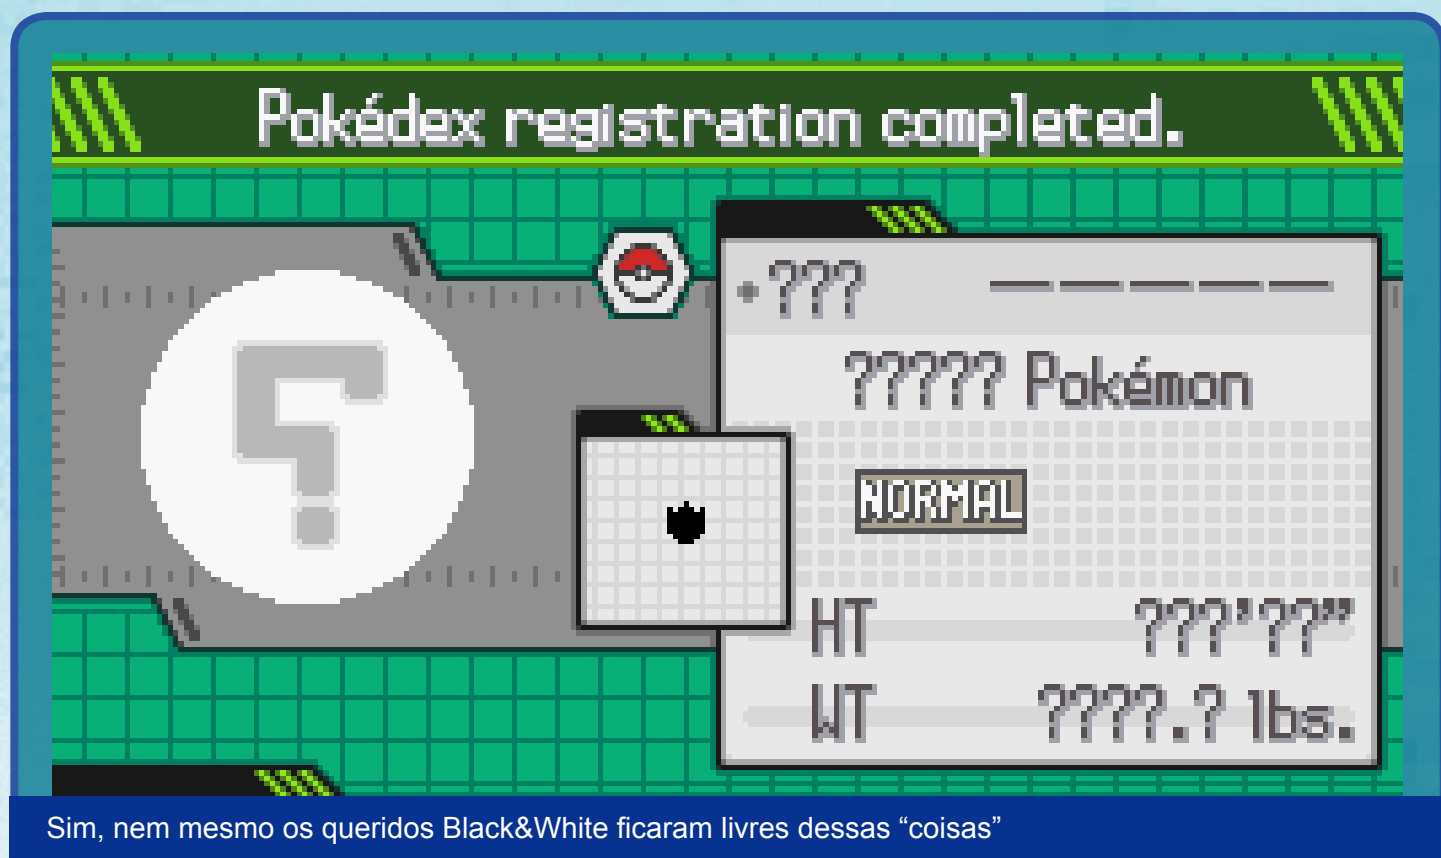 Pokédex registration completed.
???  — — — — —
????? Pokémon
NORMAL
HT ???'??"
WT ????.? lbs.
Sim, nem mesmo os queridos Black&White ficaram livres dessas “coisas”